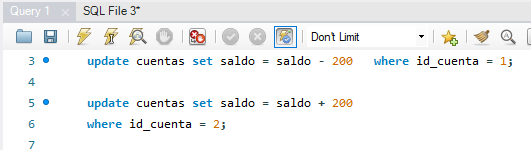 Query 1
SQL File 3*
Don't Limit
3 update cuentas set saldo = saldo - 200 where id_cuenta = 1;
4
5 update cuentas set saldo = saldo + 200
6 where id_cuenta = 2;
7